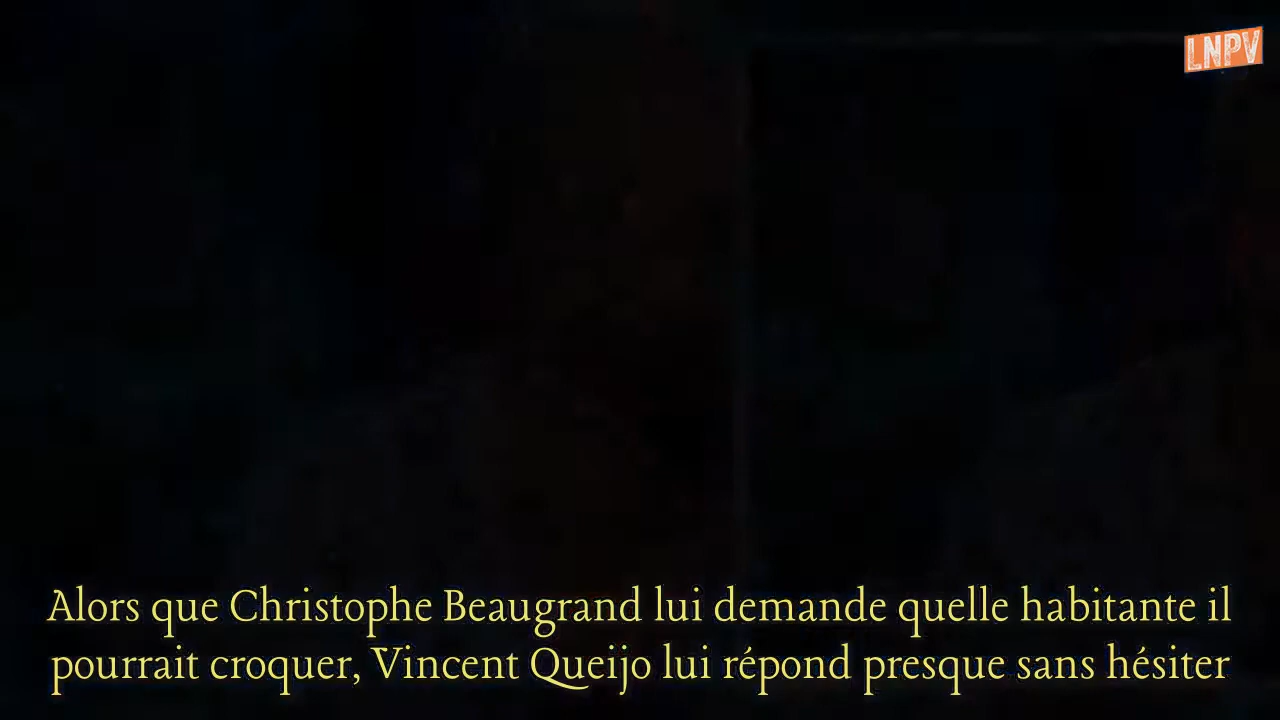 LNPV
Alors que Christophe Beaugrand lui demande quelle habitante il
pourrait croquer, Vincent Queijo lui répond presque sans hésiter